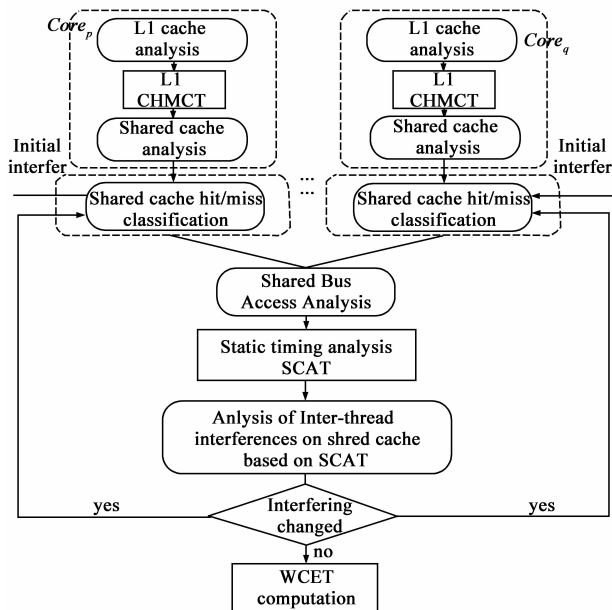 Core_p
L1 cache
analysis
L1
CHMCT
Shared cache
analysis
L1 cache
analysis
Core_q
L1
CHMCT
Shared cache
analysis
Initial
interfer
Initial
interfer
Shared cache hit/miss
classification
...
Shared cache hit/miss
classification
Shared Bus
Access Analysis
Static timing analysis
SCAT
Anlysis of Inter-thread
interferences on shred cache
based on SCAT
yes
Interfering
changed
yes
no
WCET
computation